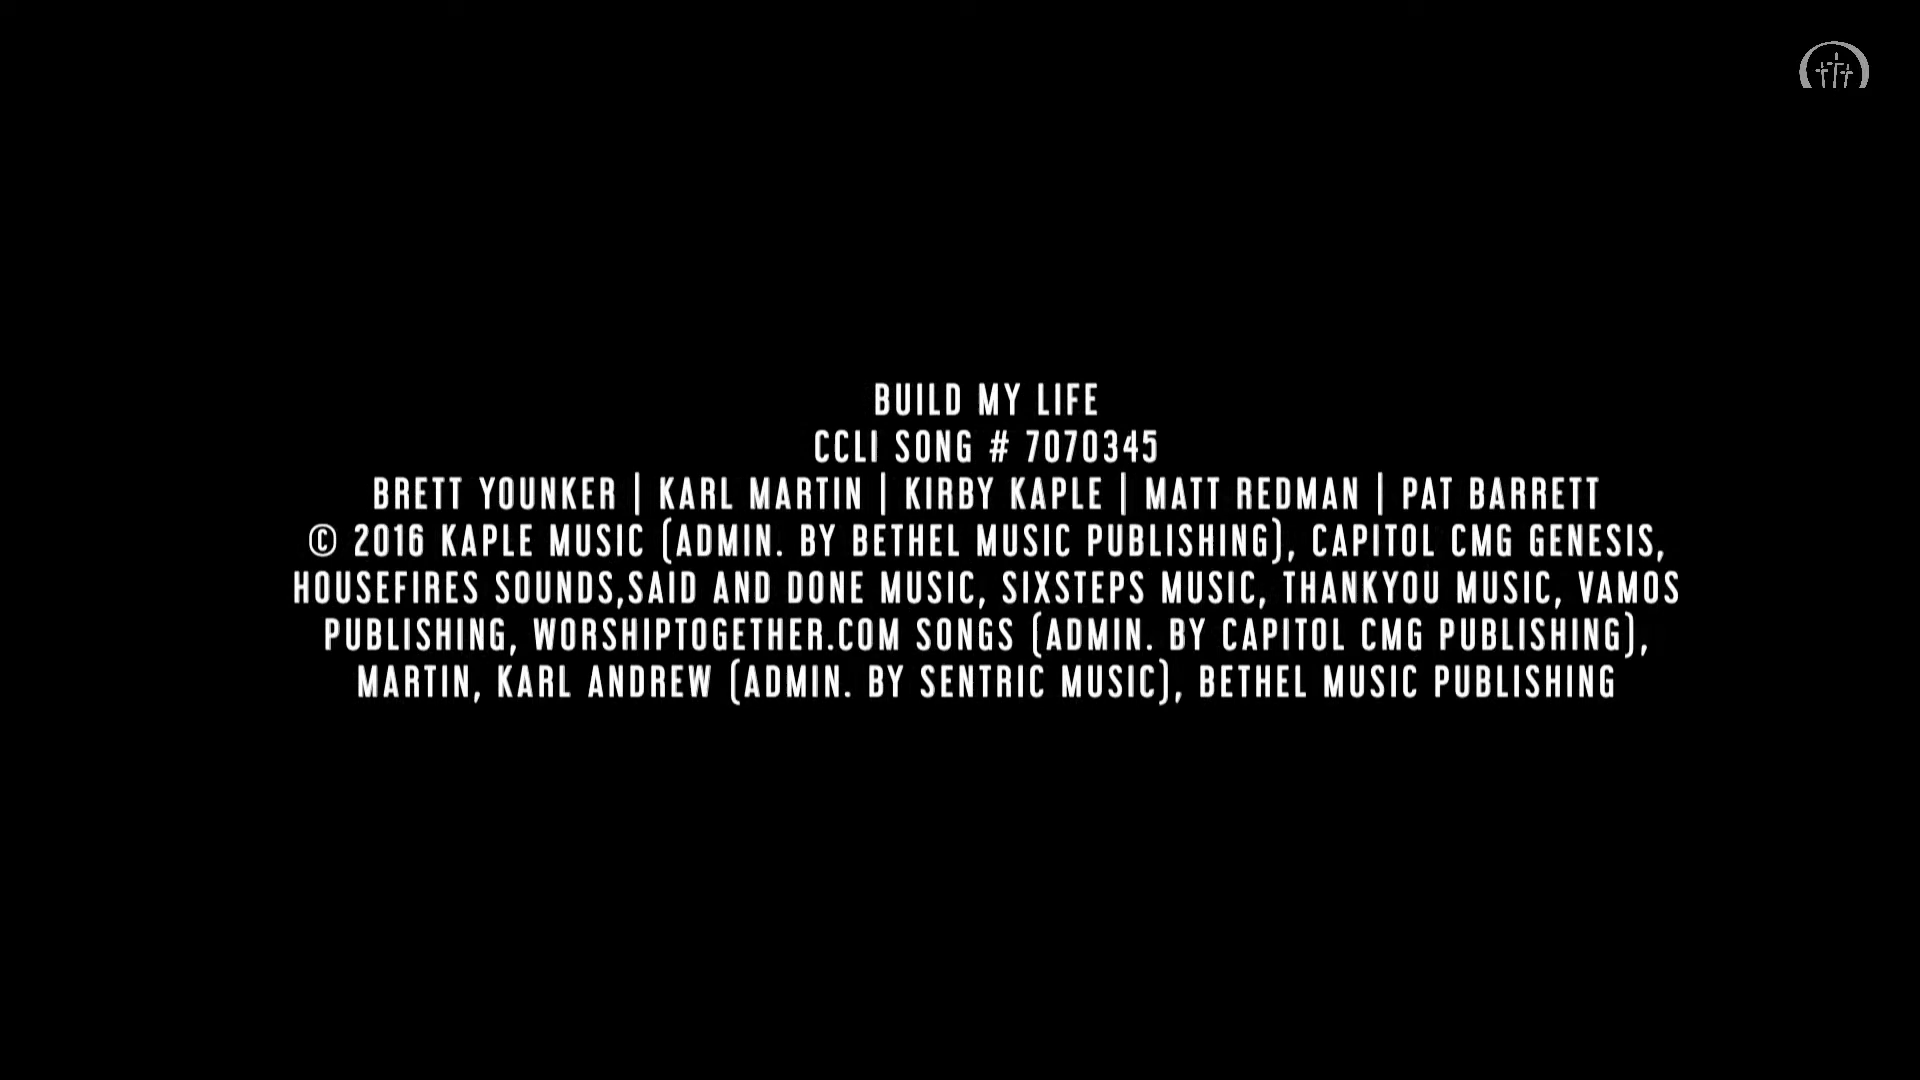 BUILD MY LIFE
CCLI SONG # 7070345
BRETT YOUNKER | KARL MARTIN | KIRBY KAPLE | MATT REDMAN | PAT BARRETT
© 2016 KAPLE MUSIC (ADMIN. BY BETHEL MUSIC PUBLISHING), CAPITOL CMG GENESIS,
HOUSEFIRES SOUNDS,SAID AND DONE MUSIC, SIXSTEPS MUSIC, THANKYOU MUSIC, VAMOS
PUBLISHING, WORSHIPTOGETHER.COM SONGS (ADMIN. BY CAPITOL CMG PUBLISHING),
MARTIN, KARL ANDREW (ADMIN. BY SENTRIC MUSIC), BETHEL MUSIC PUBLISHING